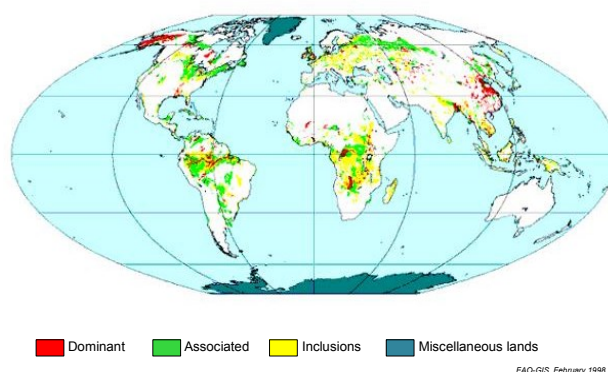 Dominant Associated Inclusions Miscellaneous lands
FAO-GIS, February 1998